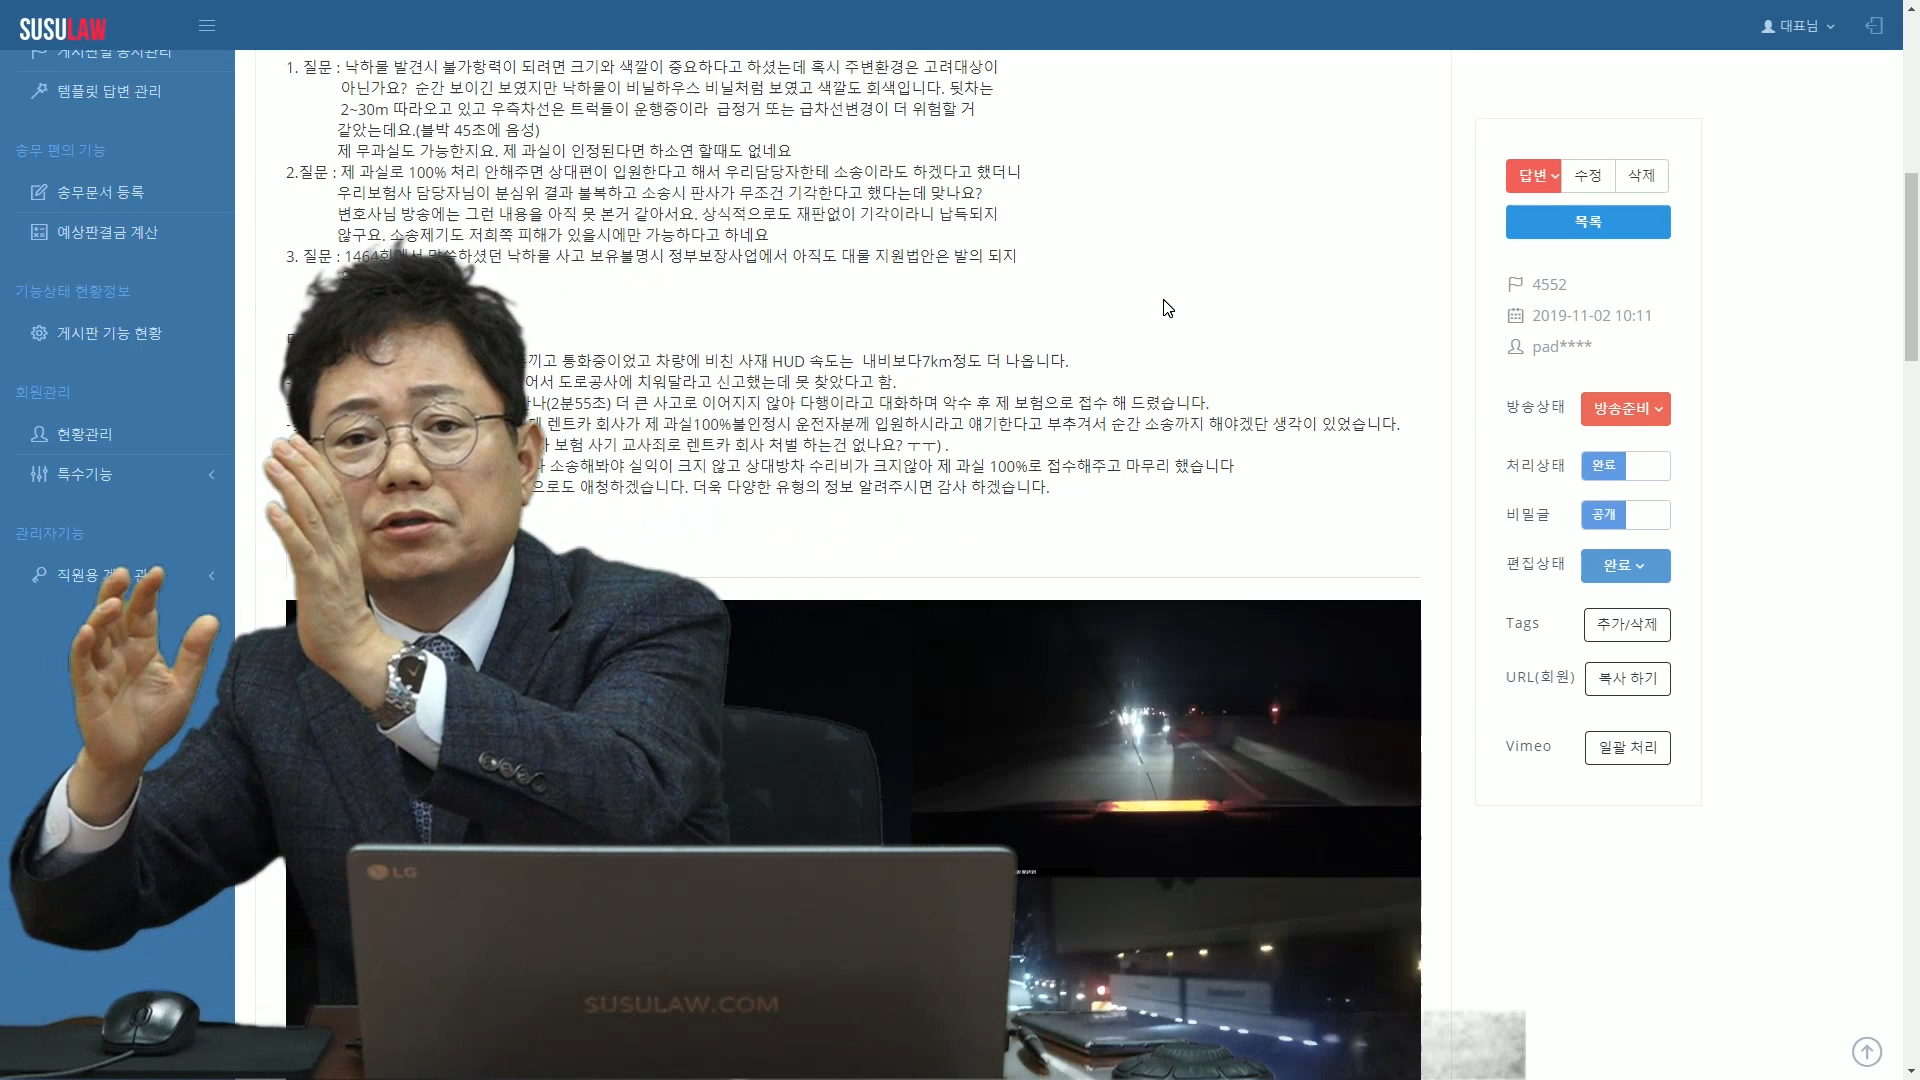 SUSULAW
대표님
게시판별 공지관리
템플릿 답변 관리
송무 편의 기능
송무문서 등록
예상판결금 계산
기능상태 현황정보
게시판 기능 현황
회원관리
현황관리
특수기능
관리자기능
직원용
1. 질문 : 낙하물 발견시 불가항력이 되려면 크기와 색깔이 중요하다고 하셨는데 혹시 주변환경은 고려대상이
아닌가요? 순간 보이긴 보였지만 낙하물이 비닐하우스 비닐처럼 보였고 색깔도 회색입니다. 뒷차는
2~30m 따라오고 있고 우측차선은 트럭들이 운행중이라 급정거 또는 급차선변경이 더 위험할 거
같았는데요.(블박 45초에 음성)
제 무과실도 가능한지요. 제 과실이 인정된다면 하소연 할때도 없네요
2.질문 : 제 과실로 100% 처리 안해주면 상대편이 입원한다고 해서 우리담당자한테 소송이라도 하겠다고 했더니
우리보험사 담당자님이 분심위 결과 불복하고 소송시 판사가 무조건 기각한다고 했다는데 맞나요?
변호사님 방송에는 그런 내용을 아직 못 본거 같아서요. 상식적으로도 재판없이 기각이라니 납득되지
않구요. 소송제기도 저희쪽 피해가 있을시에만 가능하다고 하네요
3. 질문 : 1464회에서 말씀하셨던 낙하물 사고 보유불명시 정부보장사업에서 아직도 대물 지원법안은 발의 되지
통화중이었고 차량에 비친 사재 HUD 속도는 내비보다7km정도 더 나옵니다.
도로공사에 치워달라고 신고했는데 못 찾았다고 함.
(2분55초) 더 큰 사고로 이어지지 않아 다행이라고 대화하며 악수 후 제 보험으로 접수 해 드렸습니다.
렌트카 회사가 제 과실100%불인정시 운전자분께 입원하시라고 얘기한다고 부추겨서 순간 소송까지 해야겠단 생각이 있었습니다.
보험 사기 교사죄로 렌트카 회사 처벌 하는건 없나요? ㅜㅜ) .
소송해봐야 실익이 크지 않고 상대방차 수리비가 크지않아 제 과실 100%로 접수해주고 마무리 했습니다
으로도 애청하겠습니다. 더욱 다양한 유형의 정보 알려주시면 감사 하겠습니다.
답변 수정 삭제
목록
4552
2019-11-02 10:11
pad****
방송상태 방송준비
처리상태 완료
비밀글 공개
편집상태 완료
Tags 추가/삭제
URL(회원) 복사 하기
Vimeo 일괄 처리
LG
SUSULAW.COM